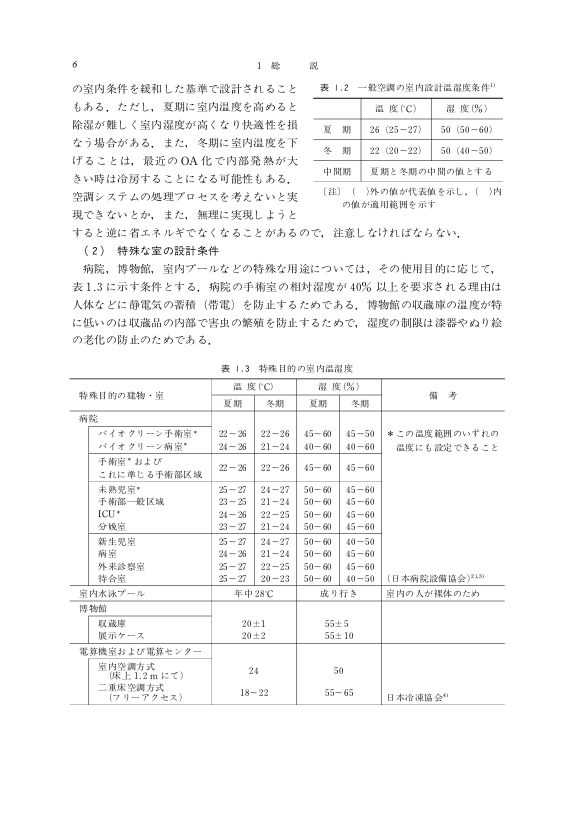 6
1 総 説
の室内条件を緩和した基準で設計されること
もある．ただし，夏期に室内温度を高めると
除湿が難しく室内湿度が高くなり快適性を損
なう場合がある．また，冬期に室内温度を下
げることは，最近の OA 化で内部発熱が大
きい時は冷房することになる可能性もある．
空調システムの処理プロセスを考えないと実
現できないとか，また，無理に実現しようと
すると逆に省エネルギでなくなることがあるので，注意しなければならない．
表 1.2 一般空調の室内設計温湿度条件1)
温 度(℃) 湿 度(%)
夏 期 26 (25−27) 50 (50−60)
冬 期 22 (20−22) 50 (40−50)
中間期 夏期と冬期の中間の値とする
〔注〕 ( )外の値が代表値を示し，( )内
の値が適用範囲を示す
(2) 特殊な室の設計条件
病院，博物館，室内プールなどの特殊な用途については，その使用目的に応じて，
表1.3 に示す条件とする．病院の手術室の相対湿度が 40% 以上を要求される理由は
人体などに静電気の蓄積（帯電）を防止するためである．博物館の収蔵庫の温度が特
に低いのは収蔵品の内部で害虫の繁殖を防止するためで，湿度の制限は漆器やぬり絵
の老化の防止のためである．
表 1.3 特殊目的の室内温湿度
特殊目的の建物・室 温 度(℃) 湿 度(%) 備 考
夏期 冬期 夏期 冬期
病院
バイオクリーン手術室* 22−26 22−26 45−60 45−50 *この温度範囲のいずれの
バイオクリーン病室* 24−26 21−24 40−60 40−60 温度にも設定できること
手術室*および
これに準じる手術部区域 22−26 22−26 45−60 45−60
未熟児室* 25−27 24−27 50−60 45−60
手術部一般区域 23−25 21−24 50−60 45−60
ICU* 24−26 22−25 50−60 45−60
分娩室 23−27 21−24 50−60 45−60
新生児室 25−27 24−27 50−60 40−50
病室 24−26 21−24 50−60 45−60
外来診察室 25−27 22−25 50−60 45−60
待合室 25−27 20−23 50−60 40−50 (日本病院設備協会)2),3)
室内水泳プール 年中28℃ 成り行き 室内の人が裸体のため
博物館
収蔵庫 20±1 55±5
展示ケース 20±2 55±10
電算機室および電算センター
室内空調方式
(床上1.2 m にて) 24 50
二重床空調方式
(フリーアクセス) 18−22 55−65 日本冷凍協会4)